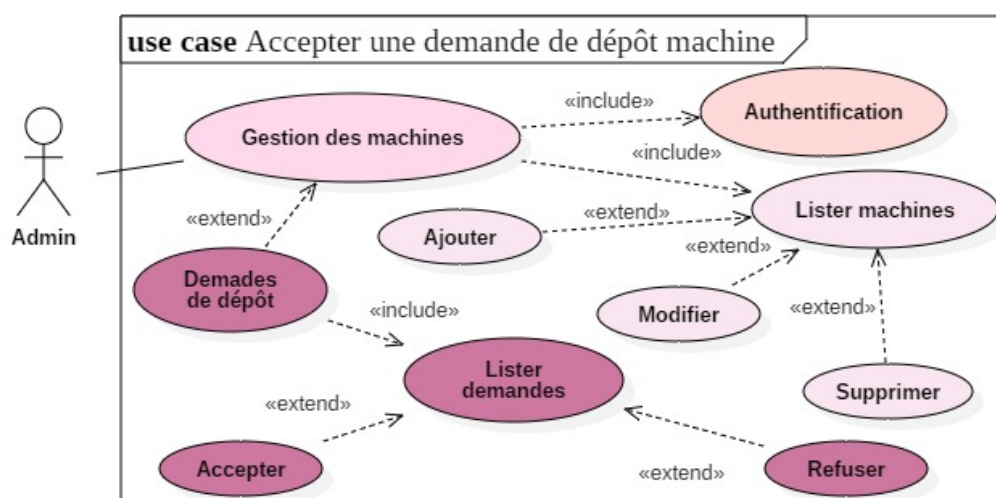 use case Accepter une demande de dépôt machine
«include»
Authentification
Gestion des machines
«include»
Admin
«extend»
Ajouter
«extend»
Lister machines
«extend»
Demades
de dépôt
«include»
Modifier
«extend»
Lister
demandes
Supprimer
«extend»
Accepter
«extend»
Refuser